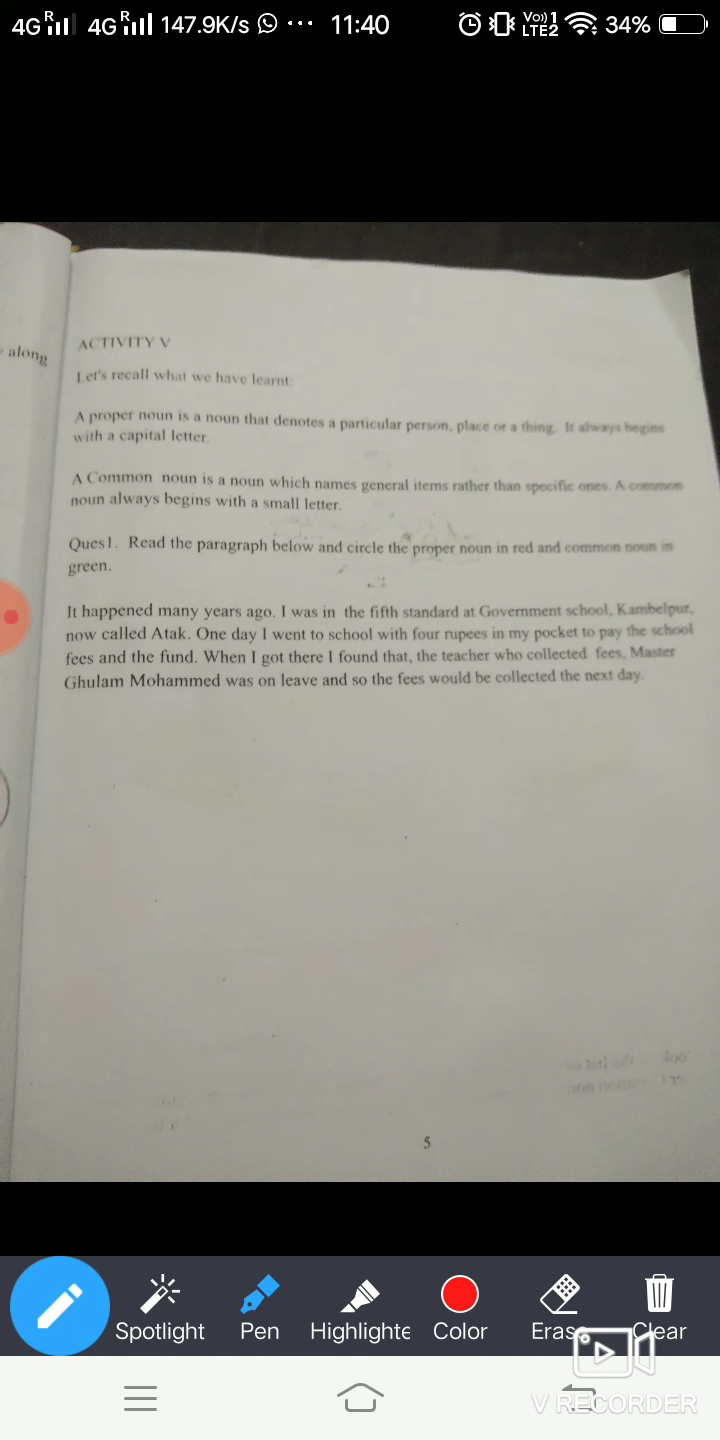 4G R 4G R 147.9K/s ... 11:40 Vo)) 1 LTE2 34%
along
ACTIVITY V
Let's recall what we have learnt:
A proper noun is a noun that denotes a particular person, place or a thing. It always begins
with a capital letter.
A Common noun is a noun which names general items rather than specific ones. A common
noun always begins with a small letter.
Ques1. Read the paragraph below and circle the proper noun in red and common noun in
green.
It happened many years ago. I was in the fifth standard at Government school, Kambelpur,
now called Atak. One day I went to school with four rupees in my pocket to pay the school
fees and the fund. When I got there I found that, the teacher who collected fees, Master
Ghulam Mohammed was on leave and so the fees would be collected the next day.
5
Spotlight Pen Highlighte Color Eras Clear
V RECORDER